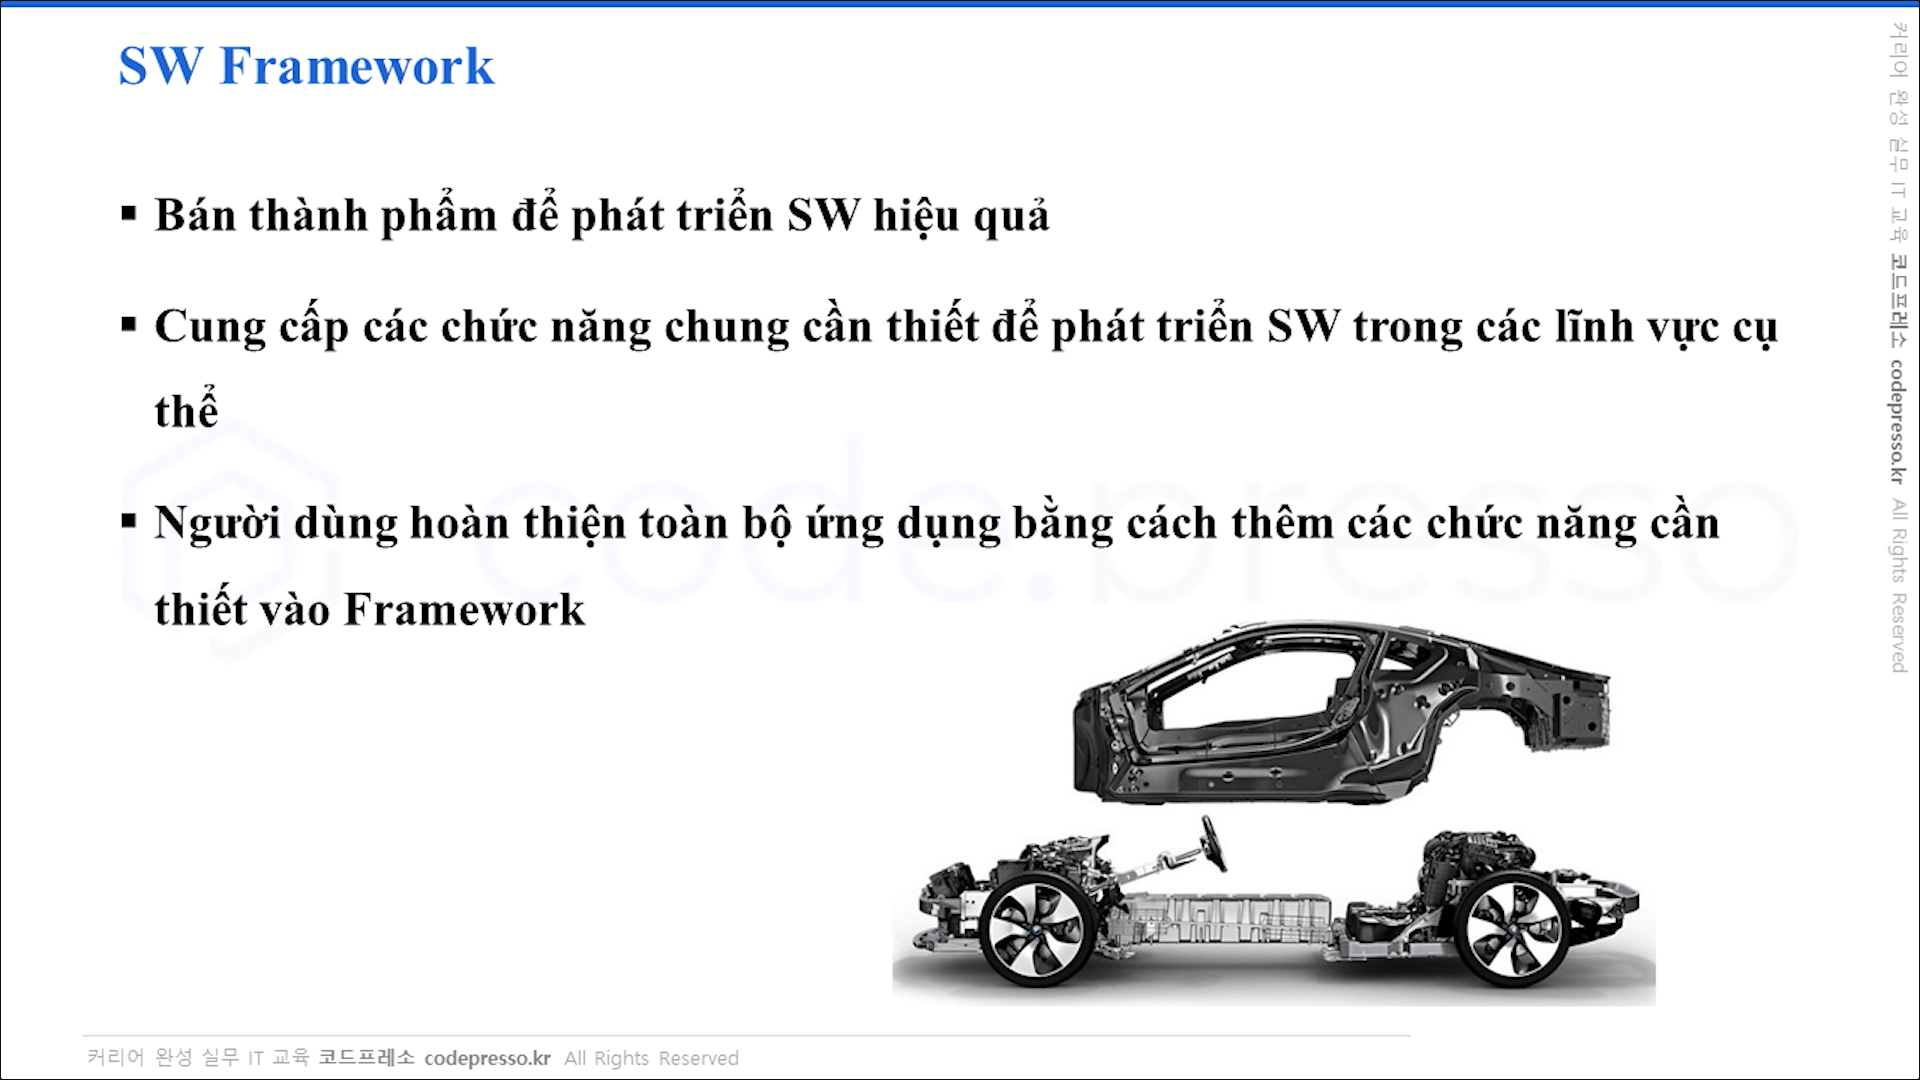 SW Framework
▪ Bán thành phẩm để phát triển SW hiệu quả
▪ Cung cấp các chức năng chung cần thiết để phát triển SW trong các lĩnh vực cụ
thể
▪ Người dùng hoàn thiện toàn bộ ứng dụng bằng cách thêm các chức năng cần
thiết vào Framework
code.presso
커리어 완성 실무 IT 교육 코드프레소 codepresso.kr All Rights Reserved
커리어 완성 실무 IT 교육 코드프레소 codepresso.kr All Rights Reserved